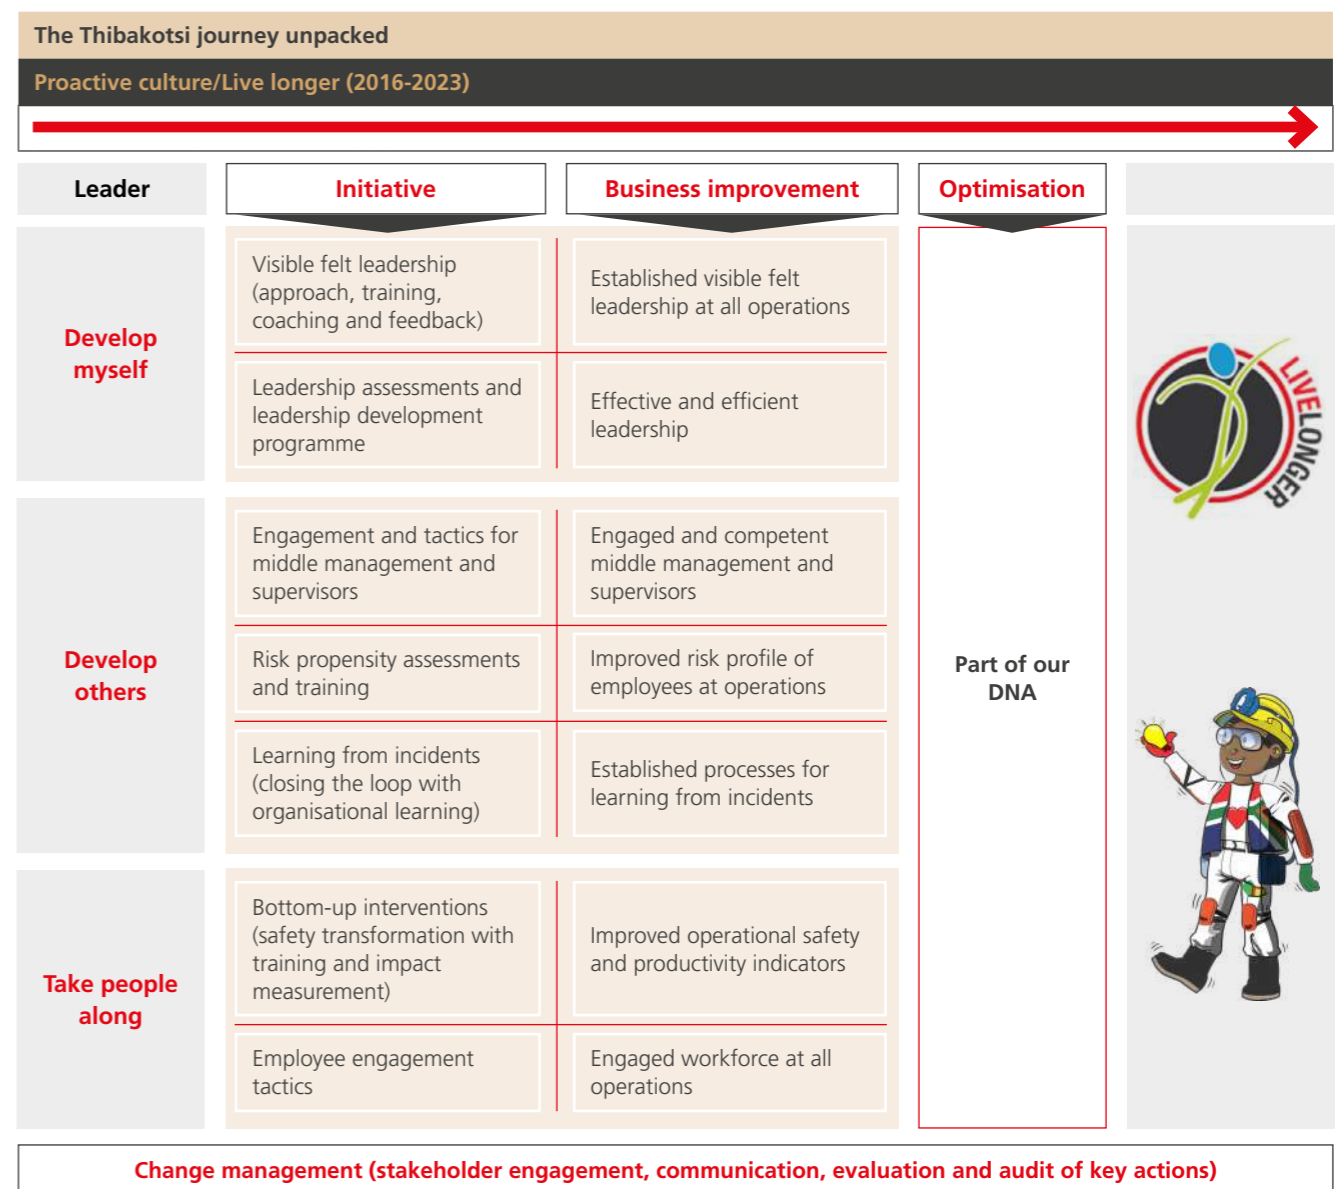 The Thibakotsi journey unpacked
Proactive culture/Live longer (2016-2023)
Leader
Initiative
Business improvement
Optimisation
Develop
myself
Visible felt leadership
(approach, training,
coaching and feedback)
Established visible felt
leadership at all operations
Leadership assessments and
leadership development
programme
Effective and efficient
leadership
LIVELONGER
Develop
others
Engagement and tactics for
middle management and
supervisors
Engaged and competent
middle management and
supervisors
Risk propensity assessments
and training
Improved risk profile of
employees at operations
Learning from incidents
(closing the loop with
organisational learning)
Established processes for
learning from incidents
Part of our
DNA
Take people
along
Bottom-up interventions
(safety transformation with
training and impact
measurement)
Improved operational safety
and productivity indicators
Employee engagement
tactics
Engaged workforce at all
operations
Change management (stakeholder engagement, communication, evaluation and audit of key actions)